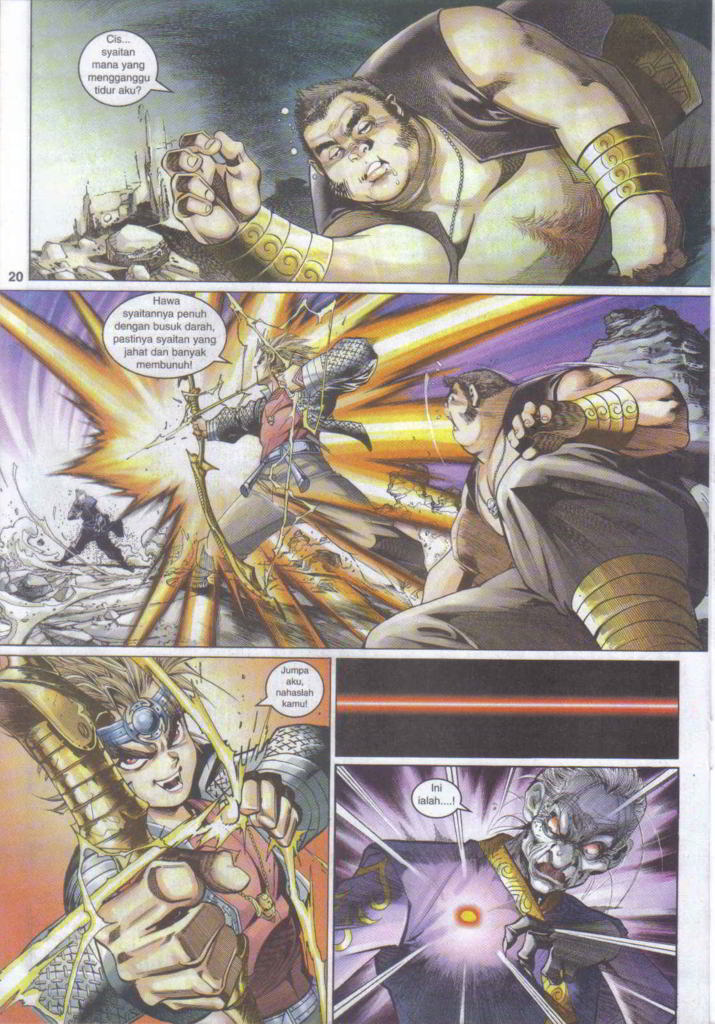 Cis...
syaitan
mana yang
mengganggu
tidur aku?
20
Hawa
syaitannya penuh
dengan busuk darah,
pastinya syaitan yang
jahat dan banyak
membunuh!
Jumpa
aku,
nahaslah
kamu!
Ini
ialah....!